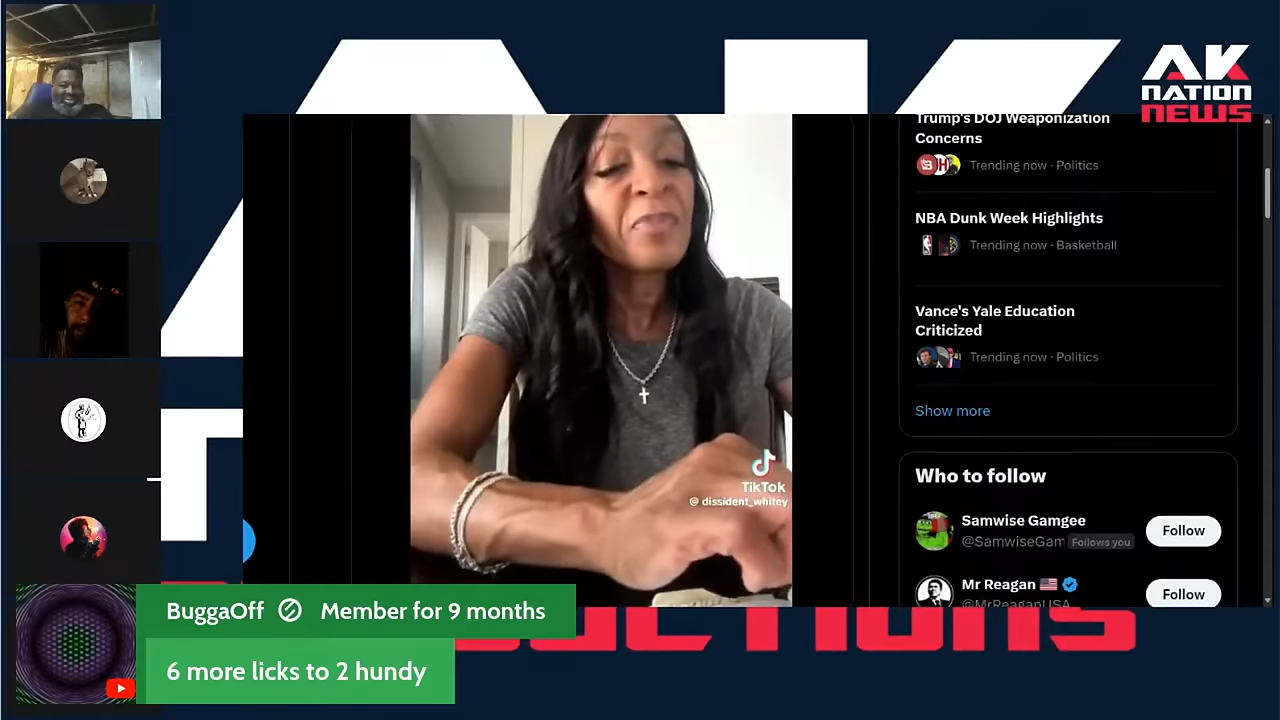 AK
NATION
NEWS
Trump's DOJ Weaponization
Concerns
Trending now · Politics
NBA Dunk Week Highlights
Trending now · Basketball
Vance's Yale Education
Criticized
Trending now · Politics
Show more
Who to follow
Samwise Gamgee
@SamwiseGam Follows you
Follow
Mr Reagan
@MrReaganUSA
Follow
TikTok
@ dissident_whitey
BuggaOff Member for 9 months
6 more licks to 2 hundy